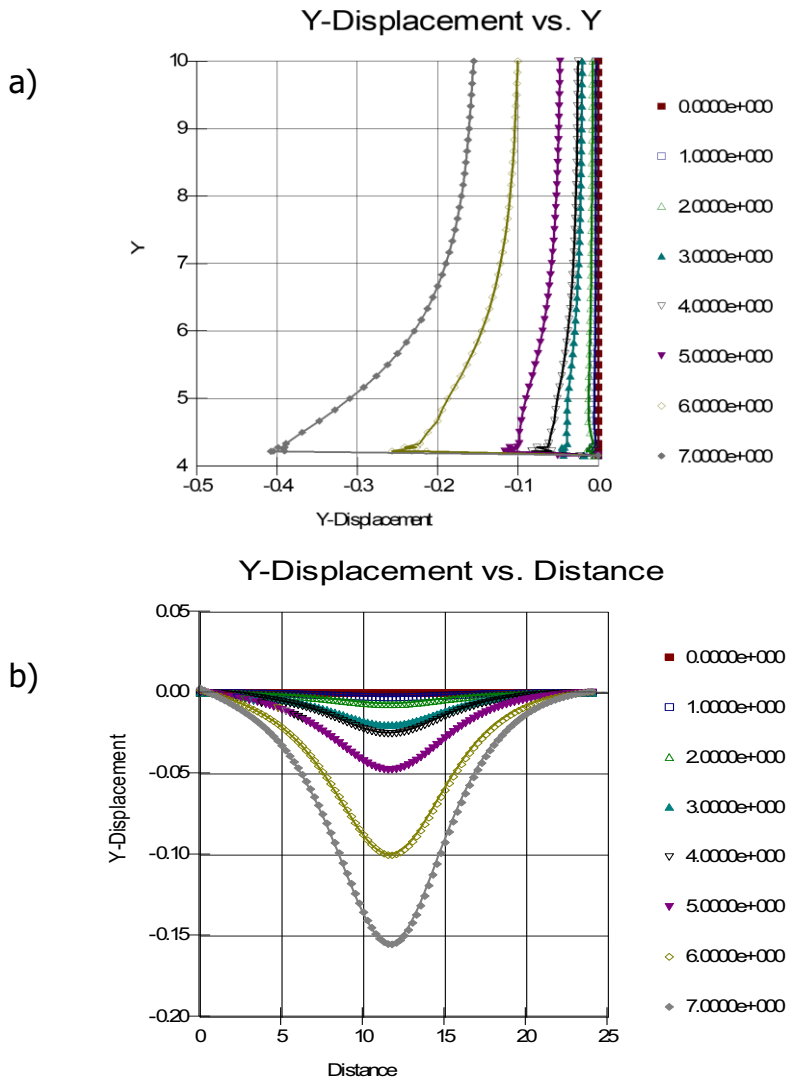 Y-Displacement vs. Y
a)
10
9
8
7
6
5
4
Y
-0.5 -0.4 -0.3 -0.2 -0.1 0.0
Y-Displacement
0.0000e+000
1.0000e+000
2.0000e+000
3.0000e+000
4.0000e+000
5.0000e+000
6.0000e+000
7.0000e+000
Y-Displacement vs. Distance
b)
0.05
0.00
-0.05
-0.10
-0.15
-0.20
Y-Displacement
0 5 10 15 20 25
Distance
0.0000e+000
1.0000e+000
2.0000e+000
3.0000e+000
4.0000e+000
5.0000e+000
6.0000e+000
7.0000e+000